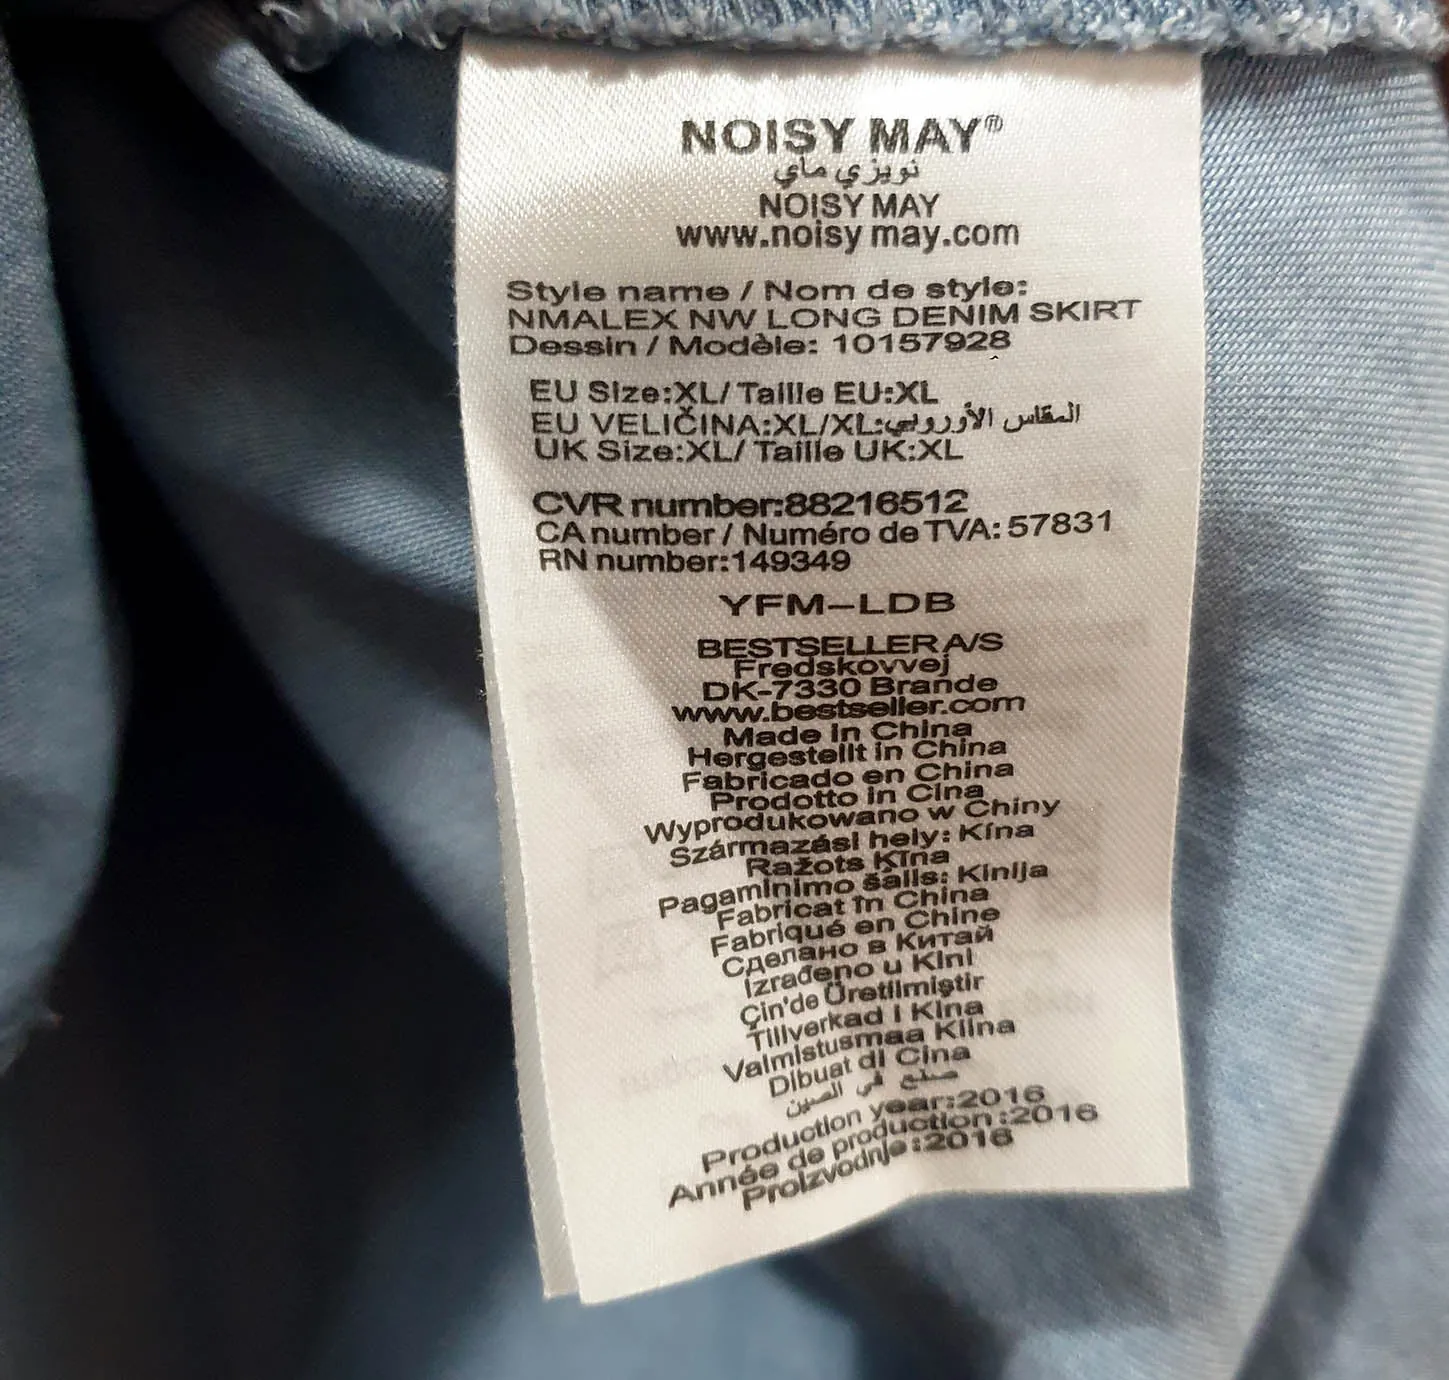 NOISY MAY®
نويزي ماي
NOISY MAY
www.noisymay.com
Style name / Nom de style:
NMALEX NW LONG DENIM SKIRT
Dessin / Modèle: 10157928
EU Size:XL/ Taille EU:XL
EU VELIČINA:XL/XL:المقاس الأوروبي
UK Size:XL/ Taille UK:XL
CVR number:88216512
CA number / Numéro de TVA: 57831
RN number:149349
YFM-LDB
BESTSELLER A/S
Fredskovvej
DK-7330 Brande
www.bestseller.com
Made in China
Hergestellt in China
Fabricado en China
Prodotto in Cina
Wyprodukowano w Chiny
Származási hely: Kína
Ražots Ķīna
Pagaminimo šalis: Kinija
Fabricat în China
Fabriqué en Chine
Сделано в Китай
Izrađeno u Kini
Çin'de Üretilmiştir
Tillverkad i Kina
Valmistusmaa Kiina
Dibuat di Cina
صنع في الصين
Production year:2016
Année de production :2016
Proizvodnje :2016